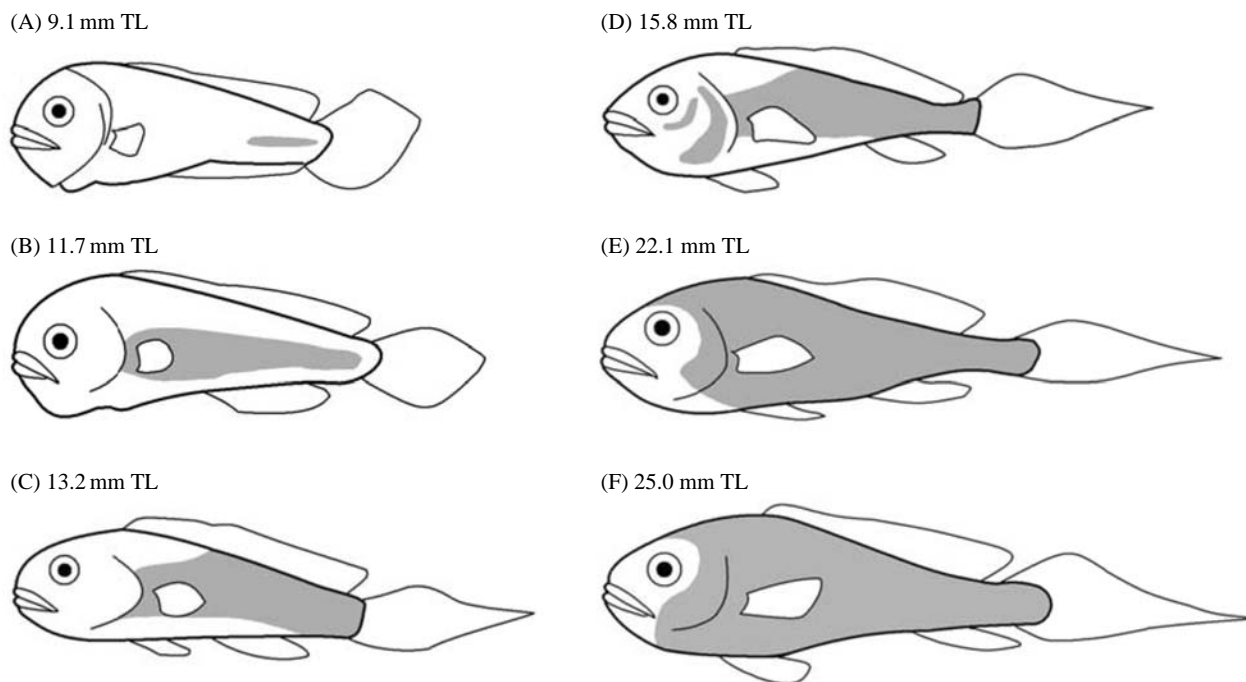 (A) 9.1 mm TL
(B) 11.7 mm TL
(C) 13.2 mm TL
(D) 15.8 mm TL
(E) 22.1 mm TL
(F) 25.0 mm TL